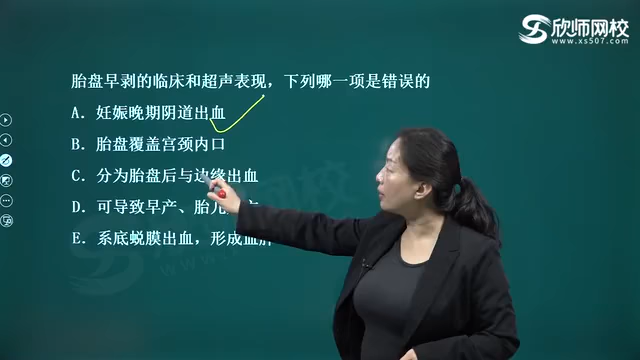 欣师网校
www.xs507.com
胎盘早剥的临床和超声表现，下列哪一项是错误的
A．妊娠晚期阴道出血
B．胎盘覆盖宫颈内口
C．分为胎盘后与边缘出血
D．可导致早产、胎儿
E．系底蜕膜出血，形成血肿